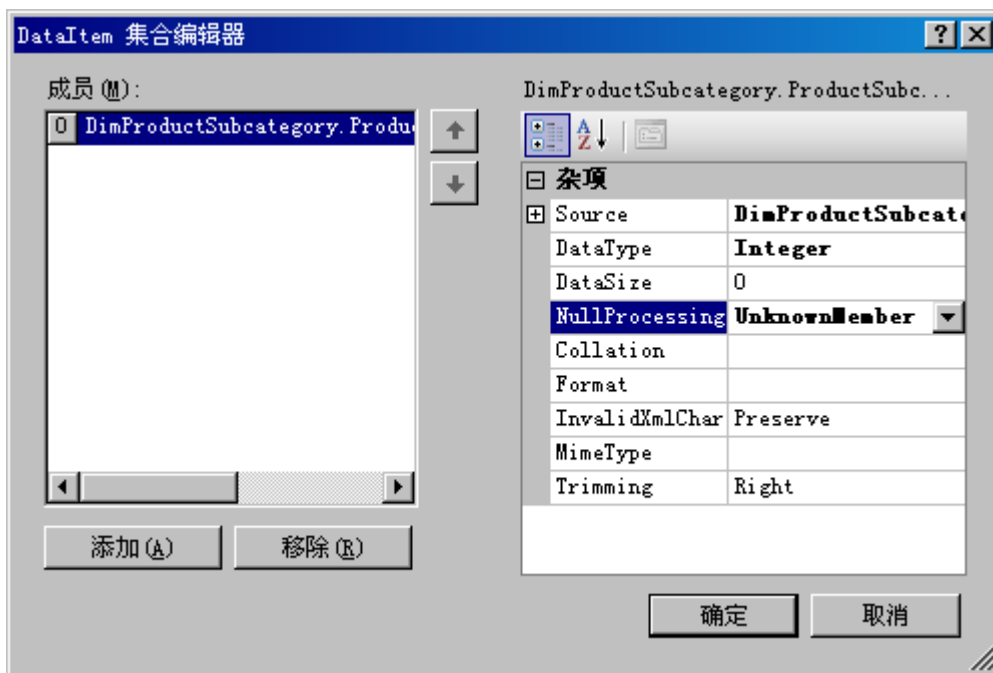 DataItem 集合编辑器
成员(M):
0 DimProductSubcategory.Produ
添加(A)
移除(R)
DimProductSubcategory.ProductSubc...
杂项
Source DimProductSubcate
DataType Integer
DataSize 0
NullProcessing UnknownMember
Collation
Format
InvalidXmlChar Preserve
MimeType
Trimming Right
确定
取消